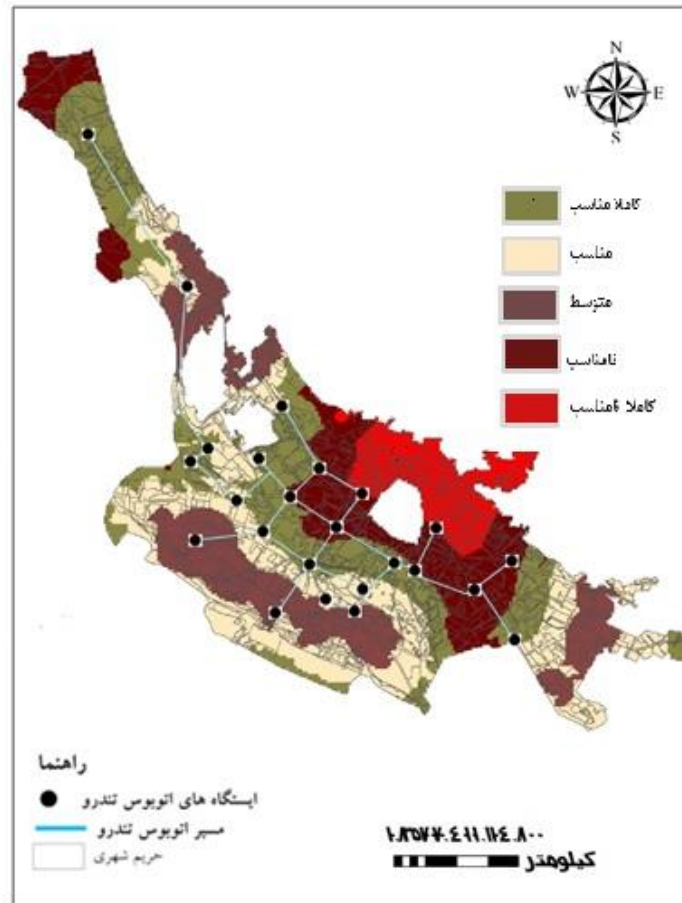 N
W E
S
کاملا مناسب
مناسب
متوسط
نامناسب
کاملا نامناسب
راهنما
ایستگاه های اتوبوس تندرو
مسیر اتوبوس تندرو
حریم شهری
کیلومتر